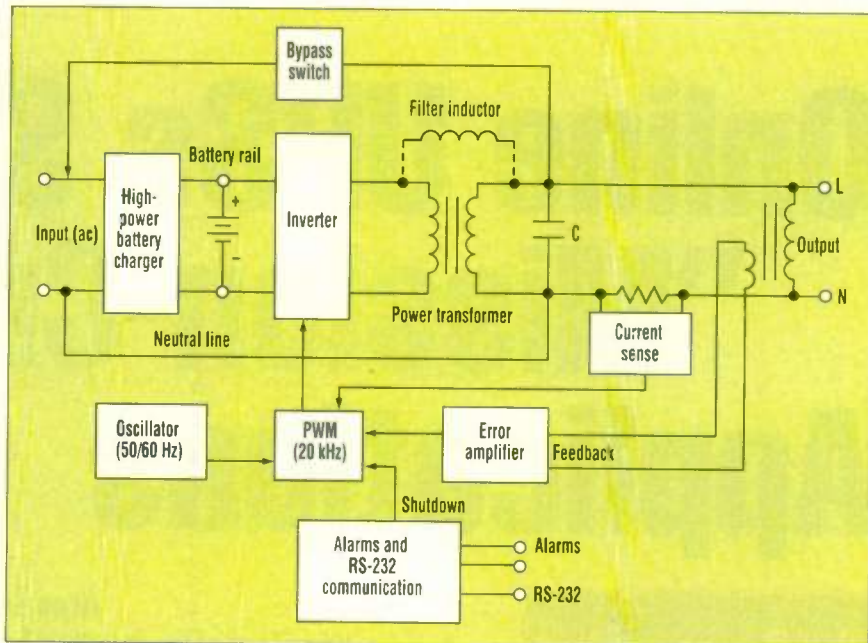 Bypass
switch
Filter inductor
Battery rail
High-
power
battery
charger
Inverter
Input (ac)
+
−
C
L
Output
N
Power transformer
Neutral line
Current
sense
Oscillator
(50/60 Hz)
PWM
(20 kHz)
Error
amplifier
Feedback
Shutdown
Alarms and
RS-232
communication
Alarms
RS-232